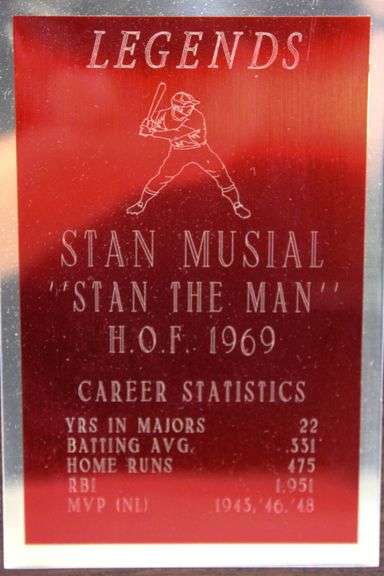 LEGENDS
STAN MUSIAL
"STAN THE MAN"
H.O.F. 1969
CAREER STATISTICS
YRS IN MAJORS 22
BATTING AVG. .331
HOME RUNS 475
RBI 1,951
MVP (NL) 1943, '46, '48